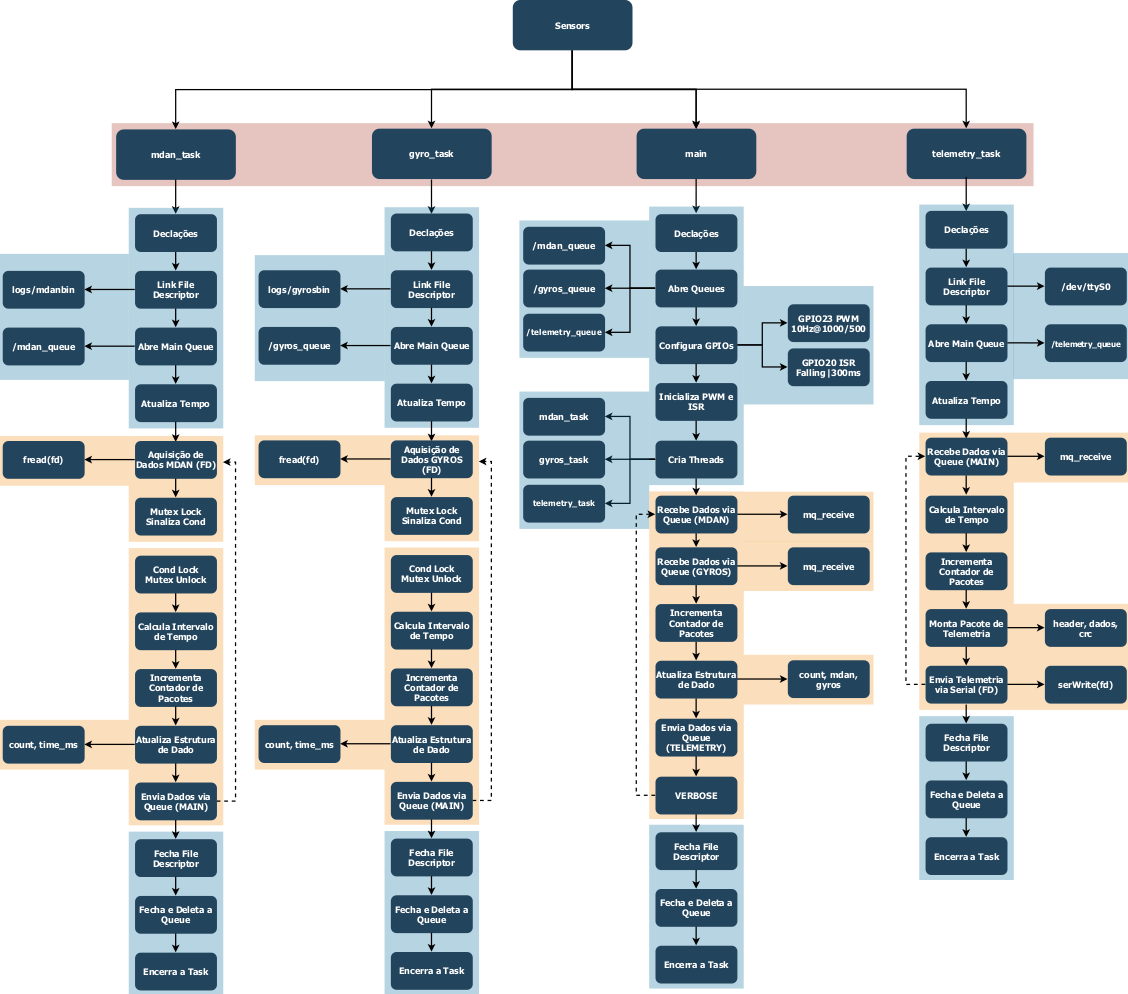 Sensors
mdan_task
gyro_task
main
telemetry_task
Declações
Link File
Descriptor
logs/mdanbin
Abre Main Queue
/mdan_queue
Atualiza Tempo
Aquisição de
Dados MDAN (FD)
fread(fd)
Mutex Lock
Sinaliza Cond
Cond Lock
Mutex Unlock
Calcula Intervalo
de Tempo
Incrementa
Contador de
Pacotes
Atualiza Estrutura
de Dado
count, time_ms
Envia Dados via
Queue (MAIN)
Fecha File
Descriptor
Fecha e Deleta a
Queue
Encerra a Task
Declações
Link File
Descriptor
logs/gyrosbin
Abre Main Queue
/gyros_queue
Atualiza Tempo
Aquisição de
Dados GYROS
(FD)
fread(fd)
Mutex Lock
Sinaliza Cond
Cond Lock
Mutex Unlock
Calcula Intervalo
de Tempo
Incrementa
Contador de
Pacotes
Atualiza Estrutura
de Dado
count, time_ms
Envia Dados via
Queue (MAIN)
Fecha File
Descriptor
Fecha e Deleta a
Queue
Encerra a Task
Declações
Abre Queues
/mdan_queue
/gyros_queue
/telemetry_queue
Configura GPIOs
GPIO23 PWM
10Hz@1000/500
GPIO20 ISR
Falling|300ms
Inicializa PWM e
ISR
Cria Threads
mdan_task
gyros_task
telemetry_task
Recebe Dados via
Queue (MDAN)
mq_receive
Recebe Dados via
Queue (GYROS)
mq_receive
Incrementa
Contador de
Pacotes
Atualiza Estrutura
de Dado
count, mdan,
gyros
Envia Dados via
Queue
(TELEMETRY)
VERBOSE
Fecha File
Descriptor
Fecha e Deleta a
Queue
Encerra a Task
Declações
Link File
Descriptor
/dev/ttyS0
Abre Main Queue
/telemetry_queue
Atualiza Tempo
Recebe Dados via
Queue (MAIN)
mq_receive
Calcula Intervalo
de Tempo
Incrementa
Contador de
Pacotes
Monta Pacote de
Telemetria
header, dados,
crc
Envia Telemetria
via Serial (FD)
serWrite(fd)
Fecha File
Descriptor
Fecha e Deleta a
Queue
Encerra a Task